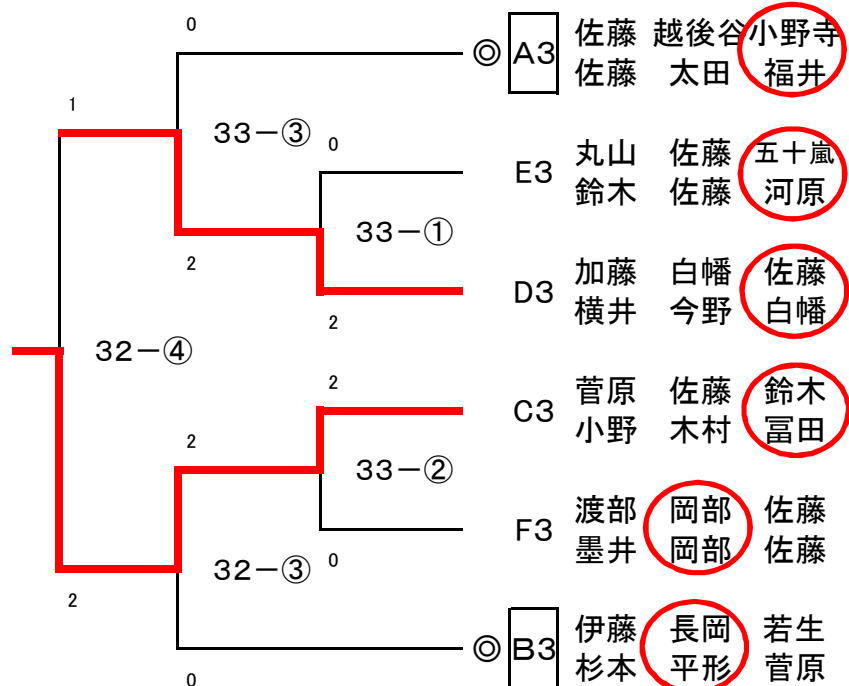 0
◎ A3 佐藤 越後谷 小野寺
佐藤 太田 福井
1
33-③
0
E3 丸山 佐藤 五十嵐
鈴木 佐藤 河原
33-①
2
D3 加藤 白幡 佐藤
横井 今野 白幡
2
32-④
2
C3 菅原 佐藤 鈴木
小野 木村 冨田
2
33-②
F3 渡部 岡部 佐藤
墨井 岡部 佐藤
32-③
0
2
◎ B3 伊藤 長岡 若生
杉本 平形 菅原
0